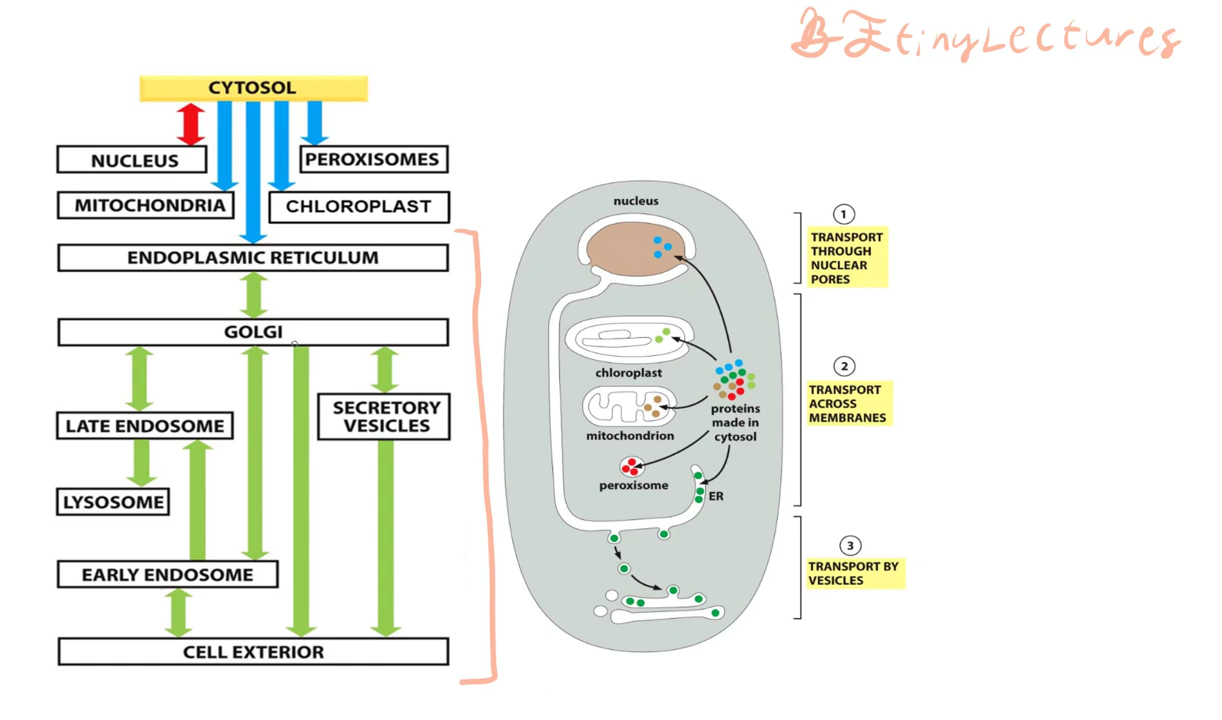 tinyLectures
CYTOSOL
NUCLEUS
PEROXISOMES
MITOCHONDRIA
CHLOROPLAST
ENDOPLASMIC RETICULUM
GOLGI
LATE ENDOSOME
SECRETORY
VESICLES
LYSOSOME
EARLY ENDOSOME
CELL EXTERIOR
nucleus
chloroplast
mitochondrion
peroxisome
proteins
made in
cytosol
ER
1
TRANSPORT
THROUGH
NUCLEAR
PORES
2
TRANSPORT
ACROSS
MEMBRANES
3
TRANSPORT BY
VESICLES